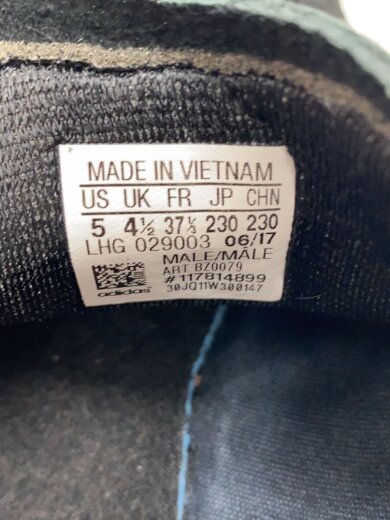 MADE IN VIETNAM
US UK FR JP CHN
5 4½ 37⅓ 230 230
LHG 029003 06/17
MALE/MÂLE
ART BZ0079
#117814899
adidas 30JQ11W300147